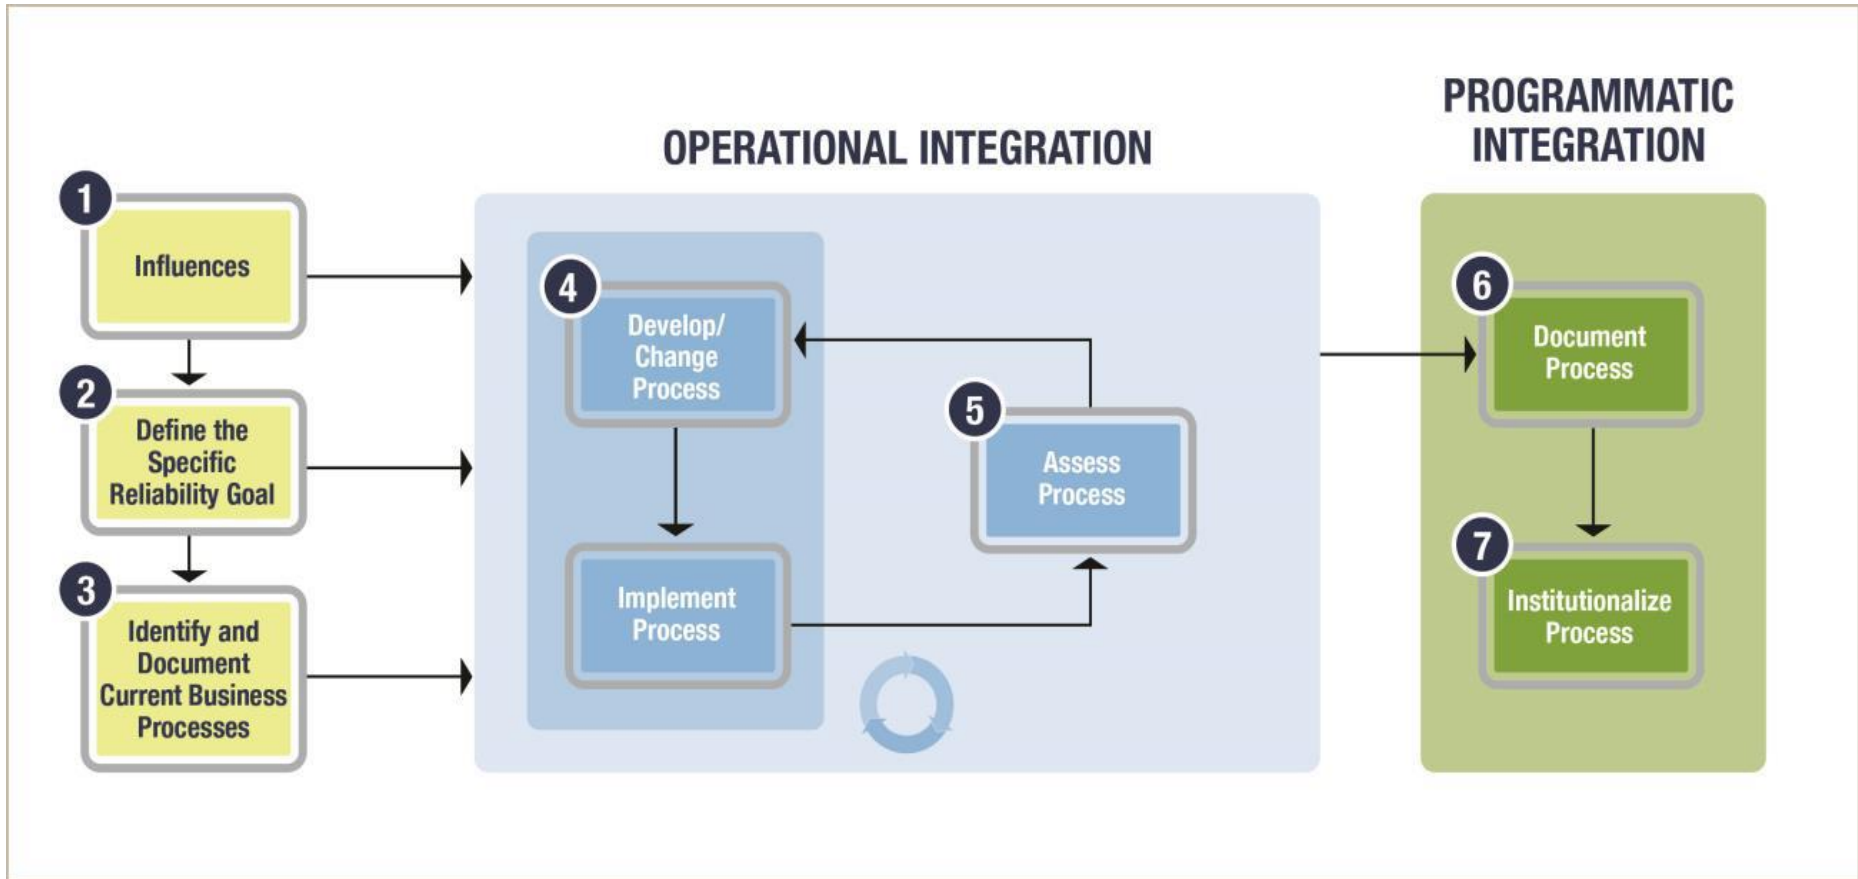 PROGRAMMATIC
INTEGRATION
OPERATIONAL INTEGRATION
1
Influences
2
Define the
Specific
Reliability Goal
3
Identify and
Document
Current Business
Processes
4
Develop/
Change
Process
Implement
Process
5
Assess
Process
6
Document
Process
7
Institutionalize
Process